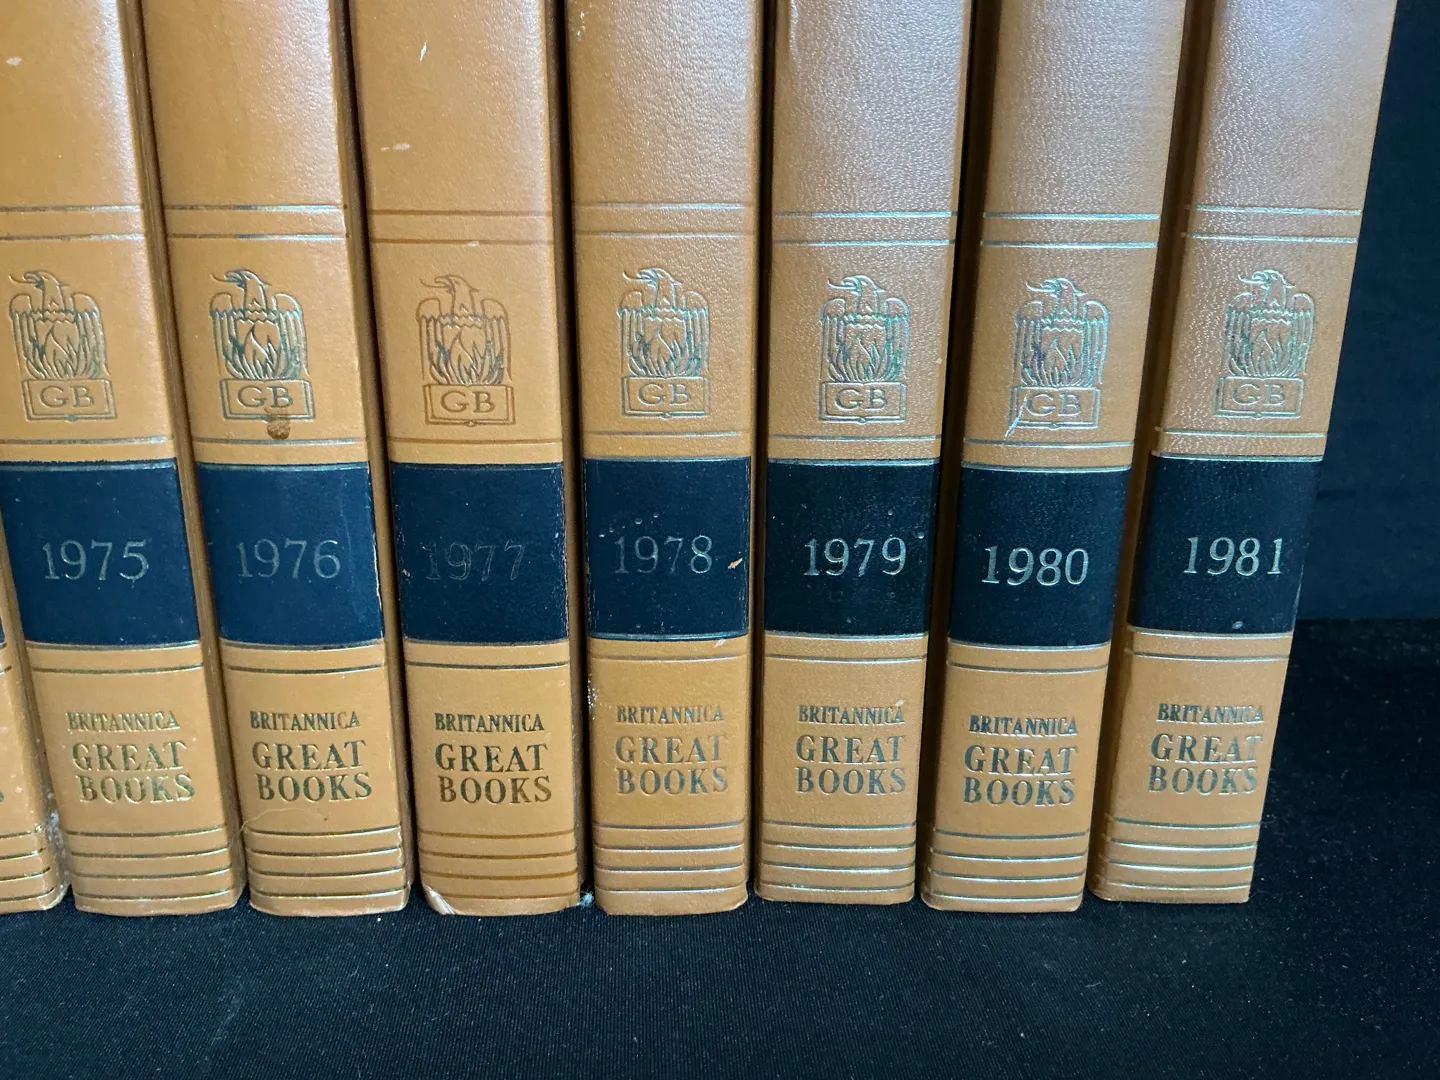 GB
1975
BRITANNICA
GREAT
BOOKS
GB
1976
BRITANNICA
GREAT
BOOKS
GB
1977
BRITANNICA
GREAT
BOOKS
GB
1978
BRITANNICA
GREAT
BOOKS
GB
1979
BRITANNICA
GREAT
BOOKS
GB
1980
BRITANNICA
GREAT
BOOKS
GB
1981
BRITANNICA
GREAT
BOOKS